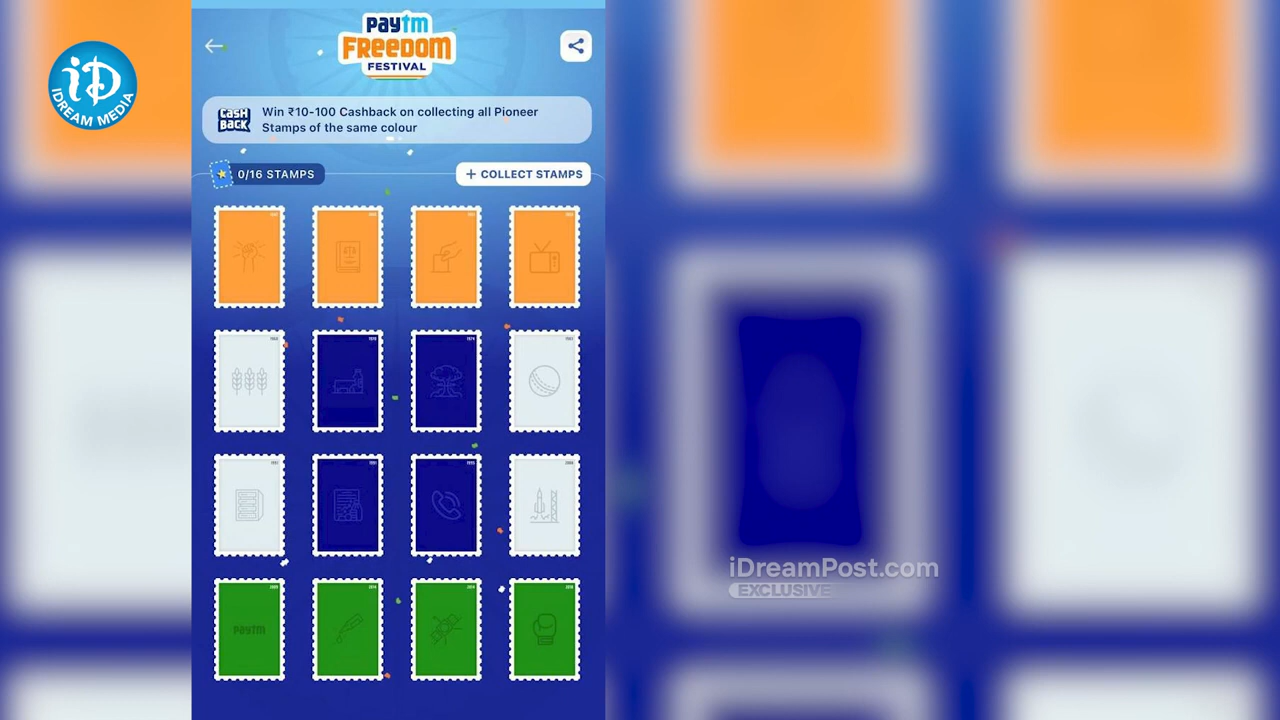 paytm
FREEDOM
FESTIVAL
iD
IDREAM MEDIA
CASH
BACK
Win ₹10-100 Cashback on collecting all Pioneer
Stamps of the same colour
0/16 STAMPS
+ COLLECT STAMPS
paytm
iDreamPost.com
EXCLUSIVE